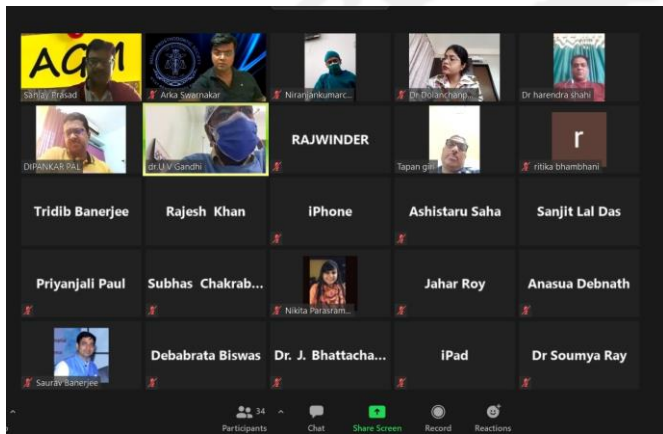 AGM
Sanjay Prasad
Arka Swarnakar
Niranjankumarc...
Dr Dolanchanp...
Dr harendra shahi
DIPANKAR PAL
dr.U V Gandhi
RAJWINDER
Tapan giri
r
ritika bhambhani
Tridib Banerjee
Rajesh Khan
iPhone
Ashistaru Saha
Sanjit Lal Das
Priyanjali Paul
Subhas Chakrab...
Nikita Parasram...
Jahar Roy
Anasua Debnath
Saurav Banerjee
Debabrata Biswas
Dr. J. Bhattacha...
iPad
Dr Soumya Ray
34
Participants
Chat
Share Screen
Record
Reactions